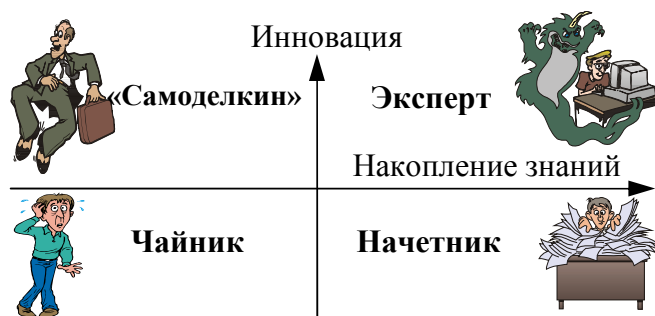 Инновация
«Самоделкин»
Эксперт
Накопление знаний
Чайник
Начетник